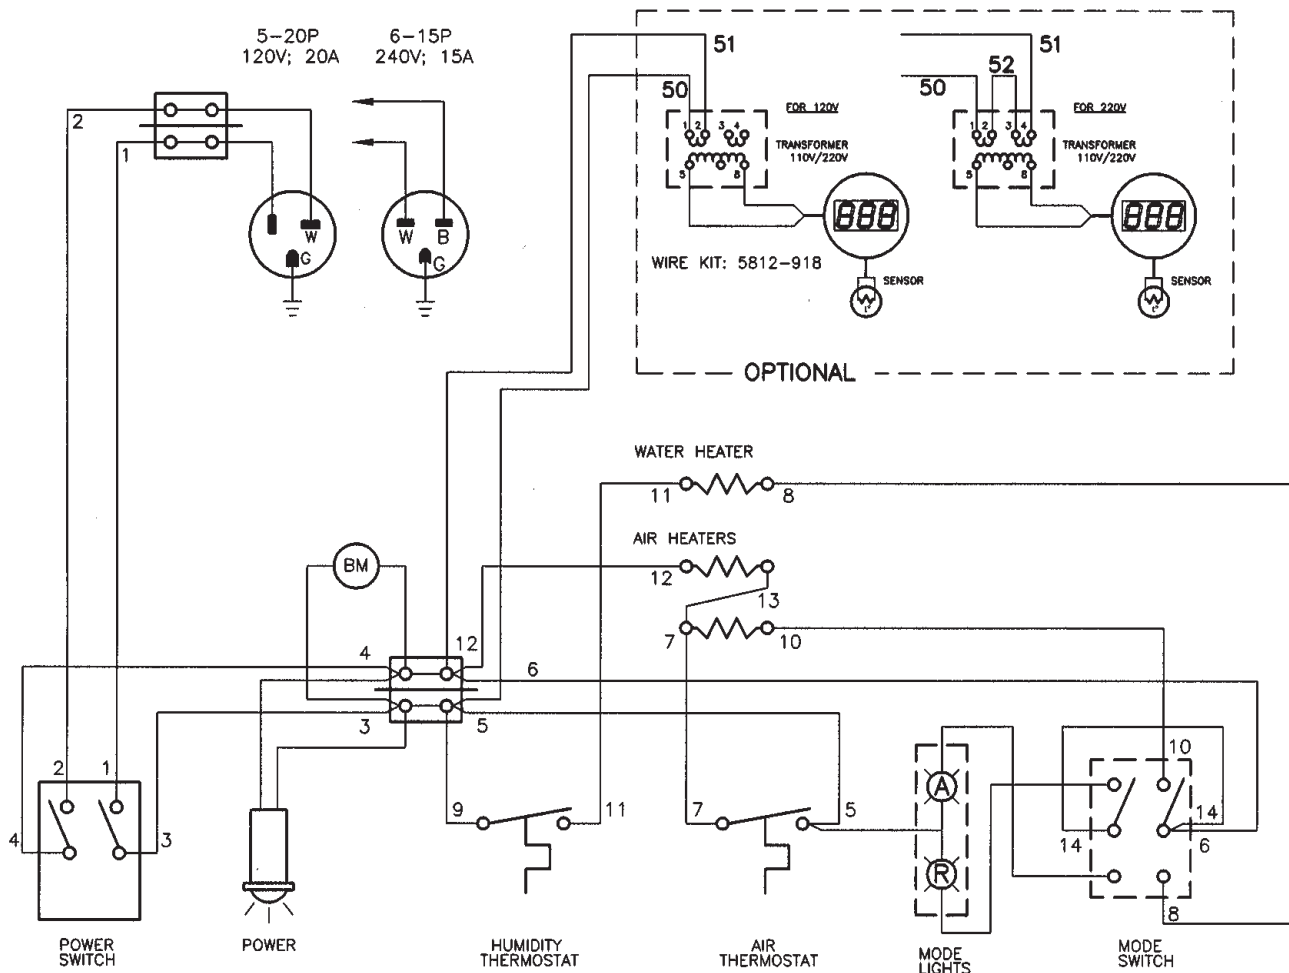 5-20P
120V; 20A
6-15P
240V; 15A
2
1
W
G
W
B
G
51
50
FOR 120V
1
2
3
4
5
8
TRANSFORMER
110V/220V
WIRE KIT: 5812-918
SENSOR
t°
51
52
50
FOR 220V
1
2
3
4
5
8
TRANSFORMER
110V/220V
SENSOR
t°
OPTIONAL
WATER HEATER
11
8
AIR HEATERS
12
13
7
10
BM
4
12
6
3
5
2
1
4
3
9
11
7
5
A
R
10
14
14
6
8
POWER
SWITCH
POWER
HUMIDITY
THERMOSTAT
AIR
THERMOSTAT
MODE
LIGHTS
MODE
SWITCH